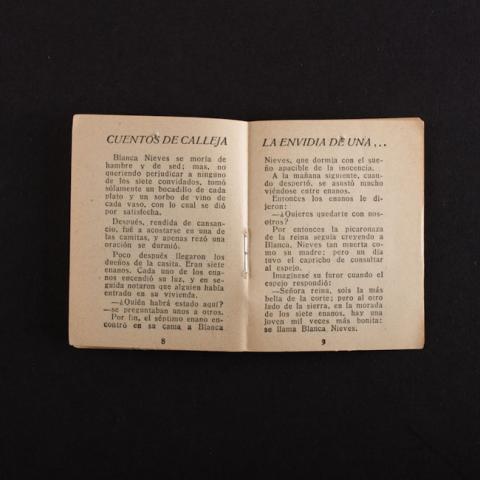 CUENTOS DE CALLEJA
Blanca Nieves se moría de
hambre y de sed; mas, no
queriendo perjudicar a ninguno
de los siete convidados, tomó
sólamente un bocadillo de cada
plato y un sorbo de vino de
cada vaso, con lo cual se dió
por satisfecha.
Después, rendida de cansan-
cio, fué a acostarse en una de
las camitas, y apenas rezó una
oración se durmió.
Poco después llegaron los
dueños de la casita. Eran siete
enanos. Cada uno de los ena-
nos encendió su luz, y en se-
guida notaron que alguien había
entrado en su vivienda.
—¿Quién habrá estado aquí?
—se preguntaban unos a otros.
Por fin, el séptimo enano en-
contró en su cama a Blanca
8
LA ENVIDIA DE UNA...
Nieves, que dormía con el sue-
ño apacible de la inocencia.
A la mañana siguiente, cuan-
do despertó, se asustó mucho
viéndose entre enanos.
Entonces los enanos le di-
jeron:
—¿Quieres quedarte con nos-
otros?
Por entonces la picaronaza
de la reina seguía creyendo a
Blanca. Nieves tan muerta como
su madre; pero un día
tuvo el capricho de consultar
al espejo.
Imagínese su furor cuando el
espejo respondió:
—Señora reina, sois la más
bella de la corte; pero al otro
lado de la sierra, en la morada
de los siete enanos, hay una
joven mil veces más bonita:
se llama Blanca Nieves.
9